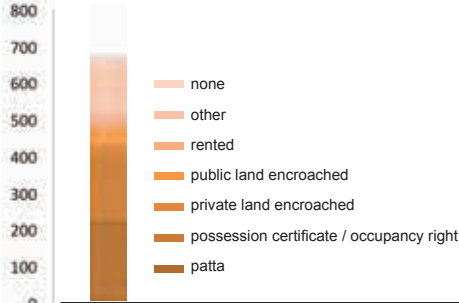 800
700
600
500
400
300
200
100
0
none
other
rented
public land encroached
private land encroached
possession certificate / occupancy right
patta